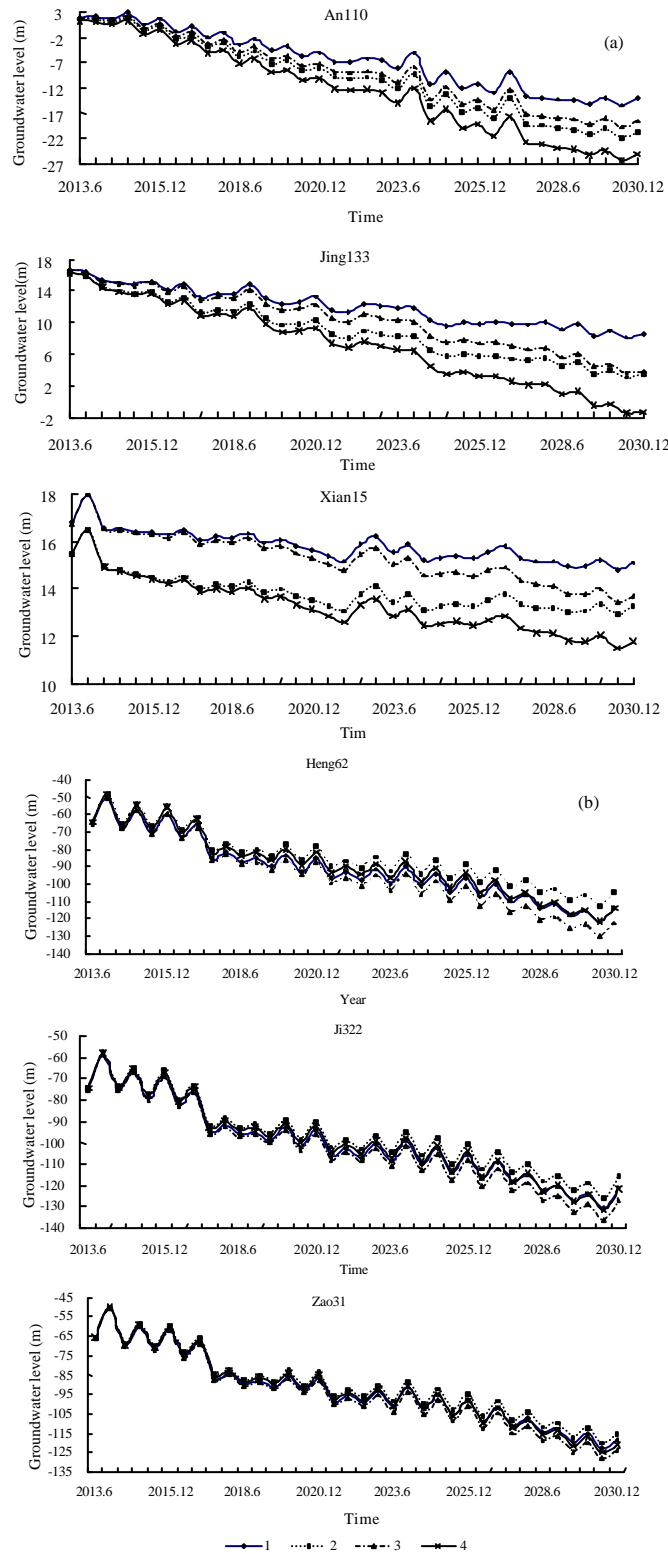 An110
(a)
Groundwater level (m)
3
-2
-7
-12
-17
-22
-27
2013.6 2015.12 2018.6 2020.12 2023.6 2025.12 2028.6 2030.12
Time
Jing133
Groundwater level(m)
18
14
10
6
2
-2
2013.6 2015.12 2018.6 2020.12 2023.6 2025.12 2028.6 2030.12
Time
Xian15
Groundwater level (m)
18
16
14
12
10
2013.6 2015.12 2018.6 2020.12 2023.6 2025.12 2028.6 2030.12
Tim
Heng62
(b)
Groundwater level (m)
-40
-50
-60
-70
-80
-90
-100
-110
-120
-130
-140
2013.6 2015.12 2018.6 2020.12 2023.6 2025.12 2028.6 2030.12
Year
Ji322
Groundwater level (m)
-50
-60
-70
-80
-90
-100
-110
-120
-130
-140
2013.6 2015.12 2018.6 2020.12 2023.6 2025.12 2028.6 2030.12
Time
Zao31
Groundwater level (m)
-45
-55
-65
-75
-85
-95
-105
-115
-125
-135
2013.6 2015.12 2018.6 2020.12 2023.6 2025.12 2028.6 2030.12
Time
1 2 3 4